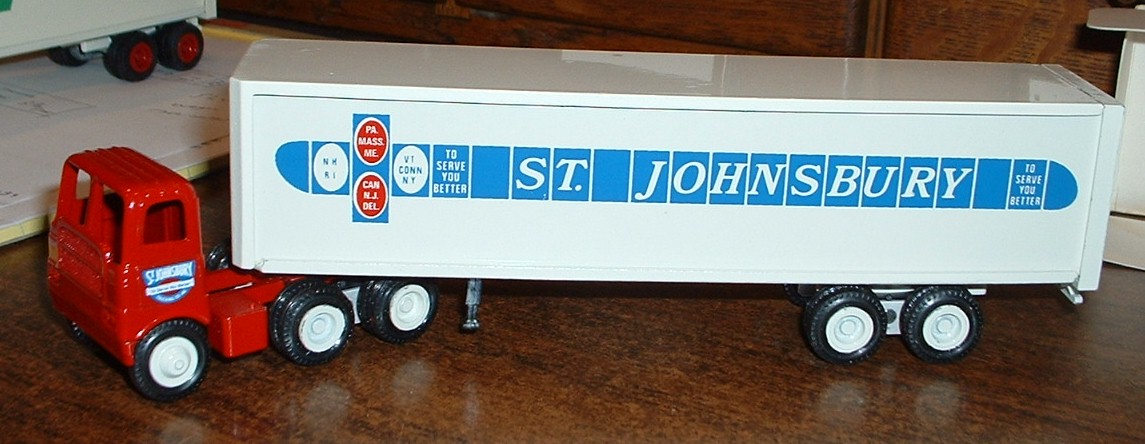 PA.
MASS.
ME.
N H
R I
VT
CONN
NY
CAN
N.J.
DEL.
TO
SERVE
YOU
BETTER
ST. JOHNSBURY
TO
SERVE
YOU
BETTER
ST. JOHNSBURY